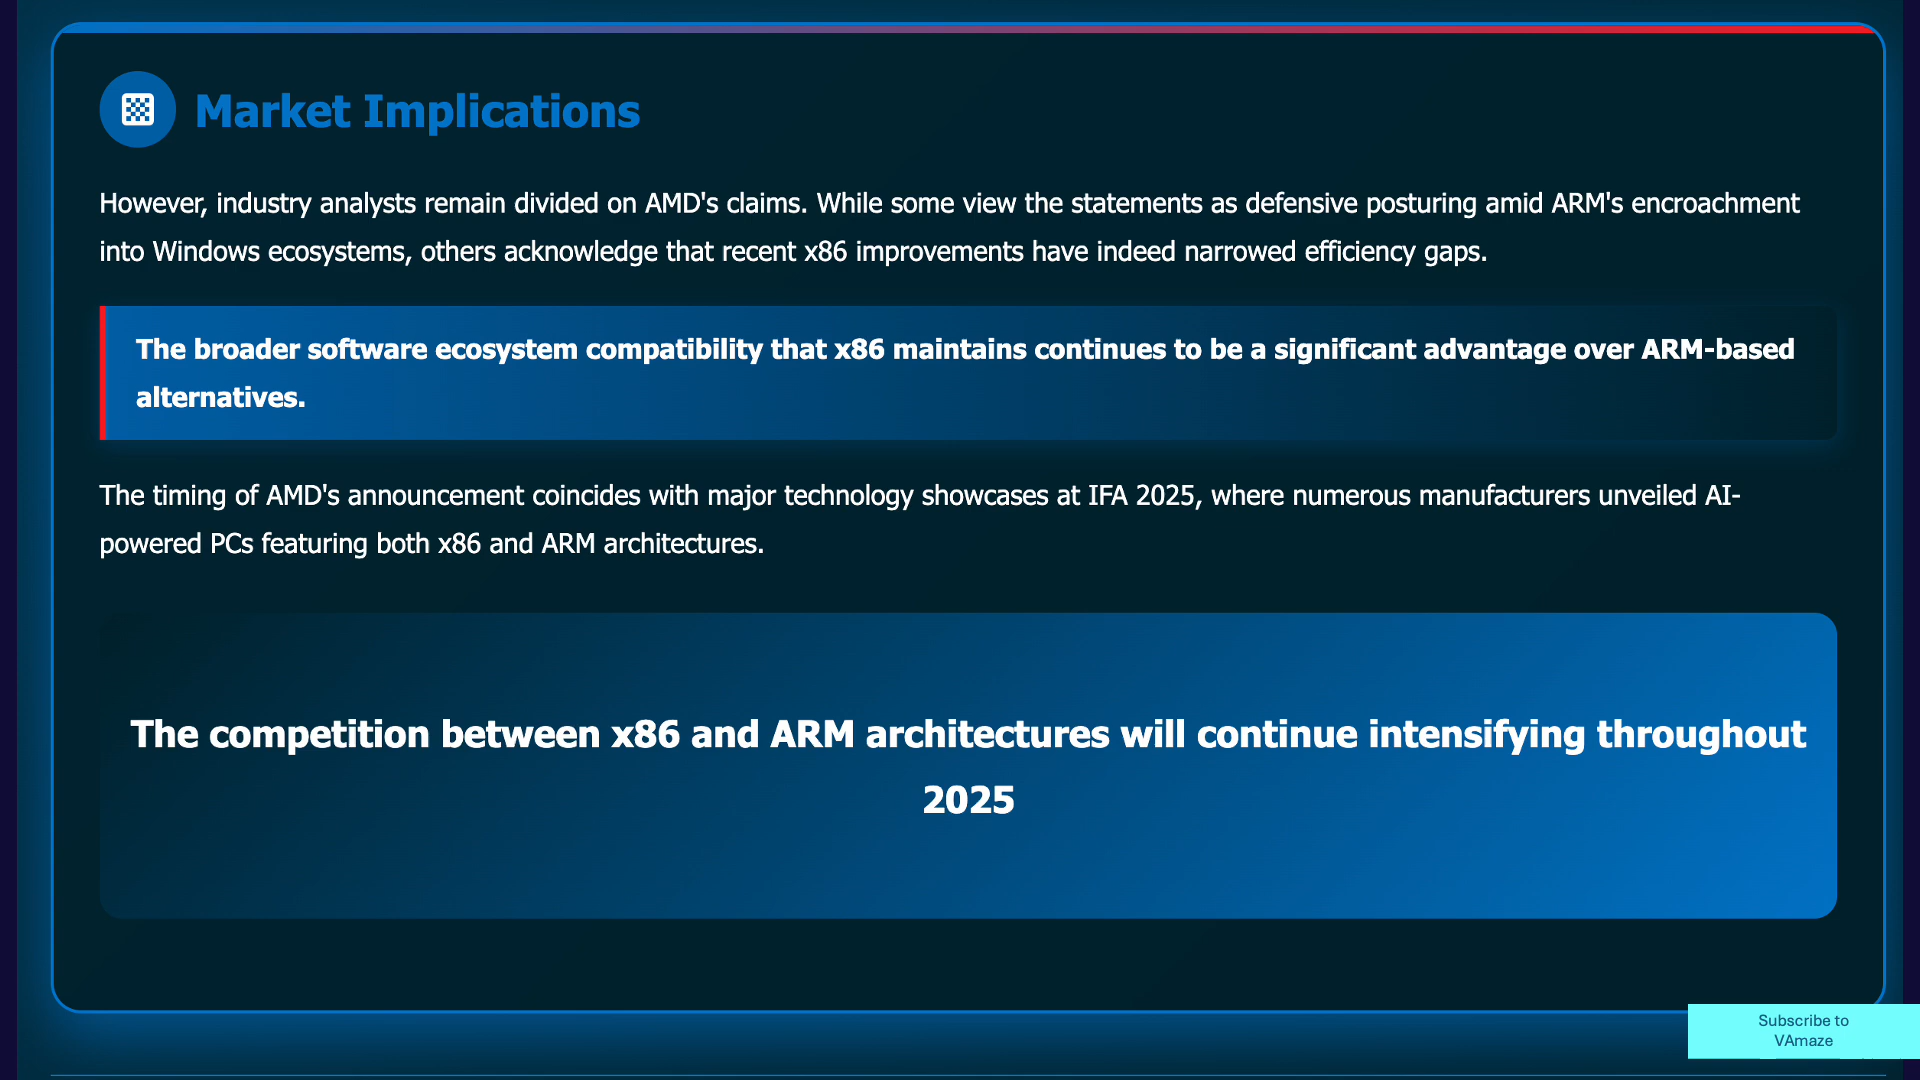 Market Implications
However, industry analysts remain divided on AMD's claims. While some view the statements as defensive posturing amid ARM's encroachment
into Windows ecosystems, others acknowledge that recent x86 improvements have indeed narrowed efficiency gaps.
The broader software ecosystem compatibility that x86 maintains continues to be a significant advantage over ARM-based
alternatives.
The timing of AMD's announcement coincides with major technology showcases at IFA 2025, where numerous manufacturers unveiled AI-
powered PCs featuring both x86 and ARM architectures.
The competition between x86 and ARM architectures will continue intensifying throughout
2025
Subscribe to
VAmaze